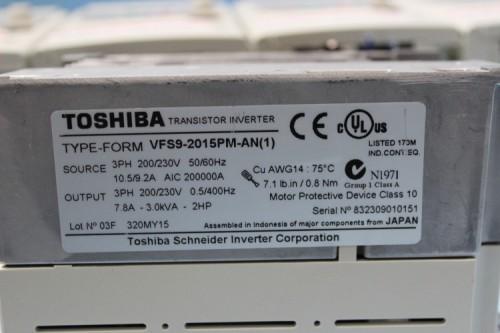 TOSHIBA TRANSISTOR INVERTER
CE C UL US
TYPE-FORM VFS9-2015PM-AN(1)
LISTED 170M
IND.CONT.EQ.
SOURCE 3PH 200/230V 50/60Hz
10.5/9.2A AIC 200000A
Cu AWG14 : 75°C
7.1 lb.in / 0.8 Nm
N1971
Group 1 Class A
OUTPUT 3PH 200/230V 0.5/400Hz
7.8A - 3.0kVA - 2HP
Motor Protective Device Class 10
Serial Nº 832309010151
Lot Nº 03F 320MY15
Assembled in Indonesia of major components from JAPAN
Toshiba Schneider Inverter Corporation